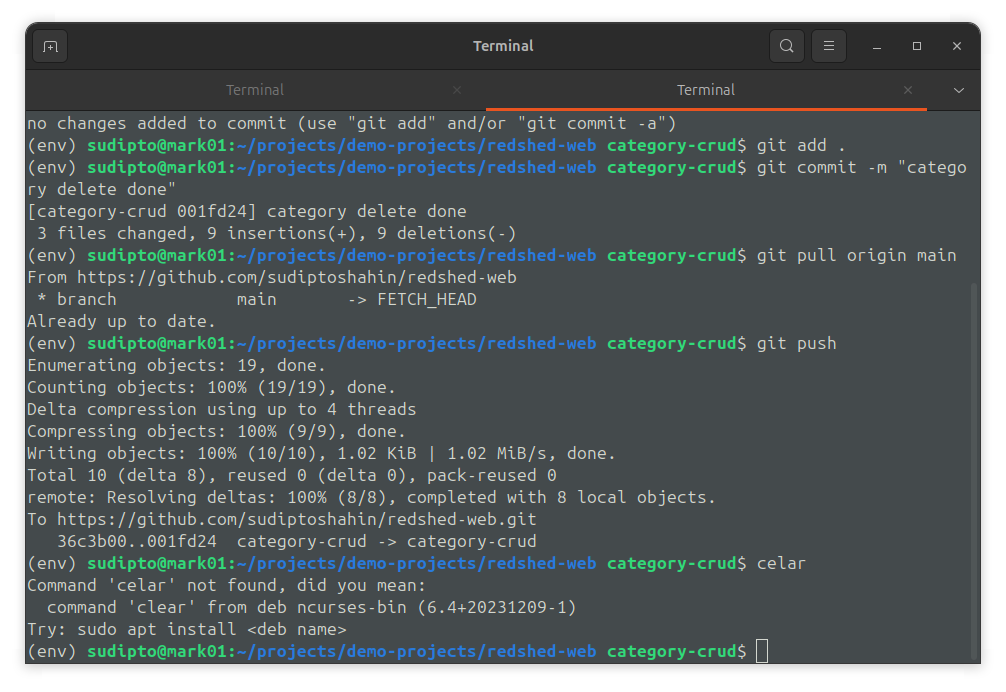 Terminal
Terminal
Terminal
no changes added to commit (use "git add" and/or "git commit -a")
(env) sudipto@mark01:~/projects/demo-projects/redshed-web category-crud$ git add .
(env) sudipto@mark01:~/projects/demo-projects/redshed-web category-crud$ git commit -m "catego
ry delete done"
[category-crud 001fd24] category delete done
 3 files changed, 9 insertions(+), 9 deletions(-)
(env) sudipto@mark01:~/projects/demo-projects/redshed-web category-crud$ git pull origin main
From https://github.com/sudiptoshahin/redshed-web
 * branch            main       -> FETCH_HEAD
Already up to date.
(env) sudipto@mark01:~/projects/demo-projects/redshed-web category-crud$ git push
Enumerating objects: 19, done.
Counting objects: 100% (19/19), done.
Delta compression using up to 4 threads
Compressing objects: 100% (9/9), done.
Writing objects: 100% (10/10), 1.02 KiB | 1.02 MiB/s, done.
Total 10 (delta 8), reused 0 (delta 0), pack-reused 0
remote: Resolving deltas: 100% (8/8), completed with 8 local objects.
To https://github.com/sudiptoshahin/redshed-web.git
   36c3b00..001fd24  category-crud -> category-crud
(env) sudipto@mark01:~/projects/demo-projects/redshed-web category-crud$ celar
Command 'celar' not found, did you mean:
  command 'clear' from deb ncurses-bin (6.4+20231209-1)
Try: sudo apt install <deb name>
(env) sudipto@mark01:~/projects/demo-projects/redshed-web category-crud$